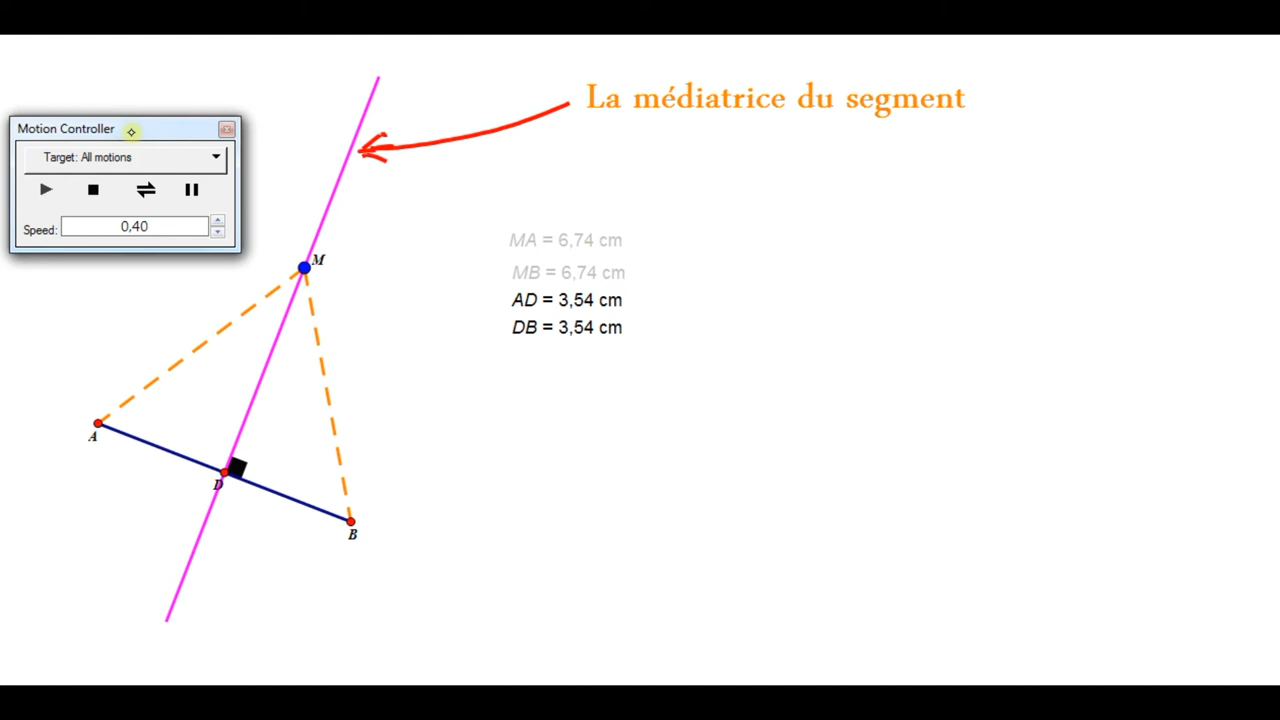 La médiatrice du segment
Motion Controller
Target: All motions
Speed: 0,40
M
MA = 6,74 cm
MB = 6,74 cm
AD = 3,54 cm
DB = 3,54 cm
A
D
B